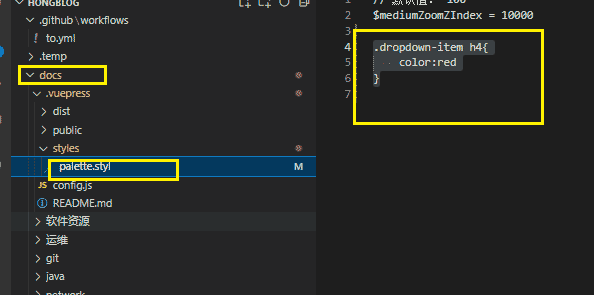 HONGBLOG
.github\workflows
! to.yml
.temp
docs
.vuepress
dist
public
styles
palette.styl M
JS config.js
README.md
软件资源
运维
git
java
1 // 默认值： 100
2 $mediumZoomZIndex = 10000
3
4 .dropdown-item h4{
5 color:red
6 }
7